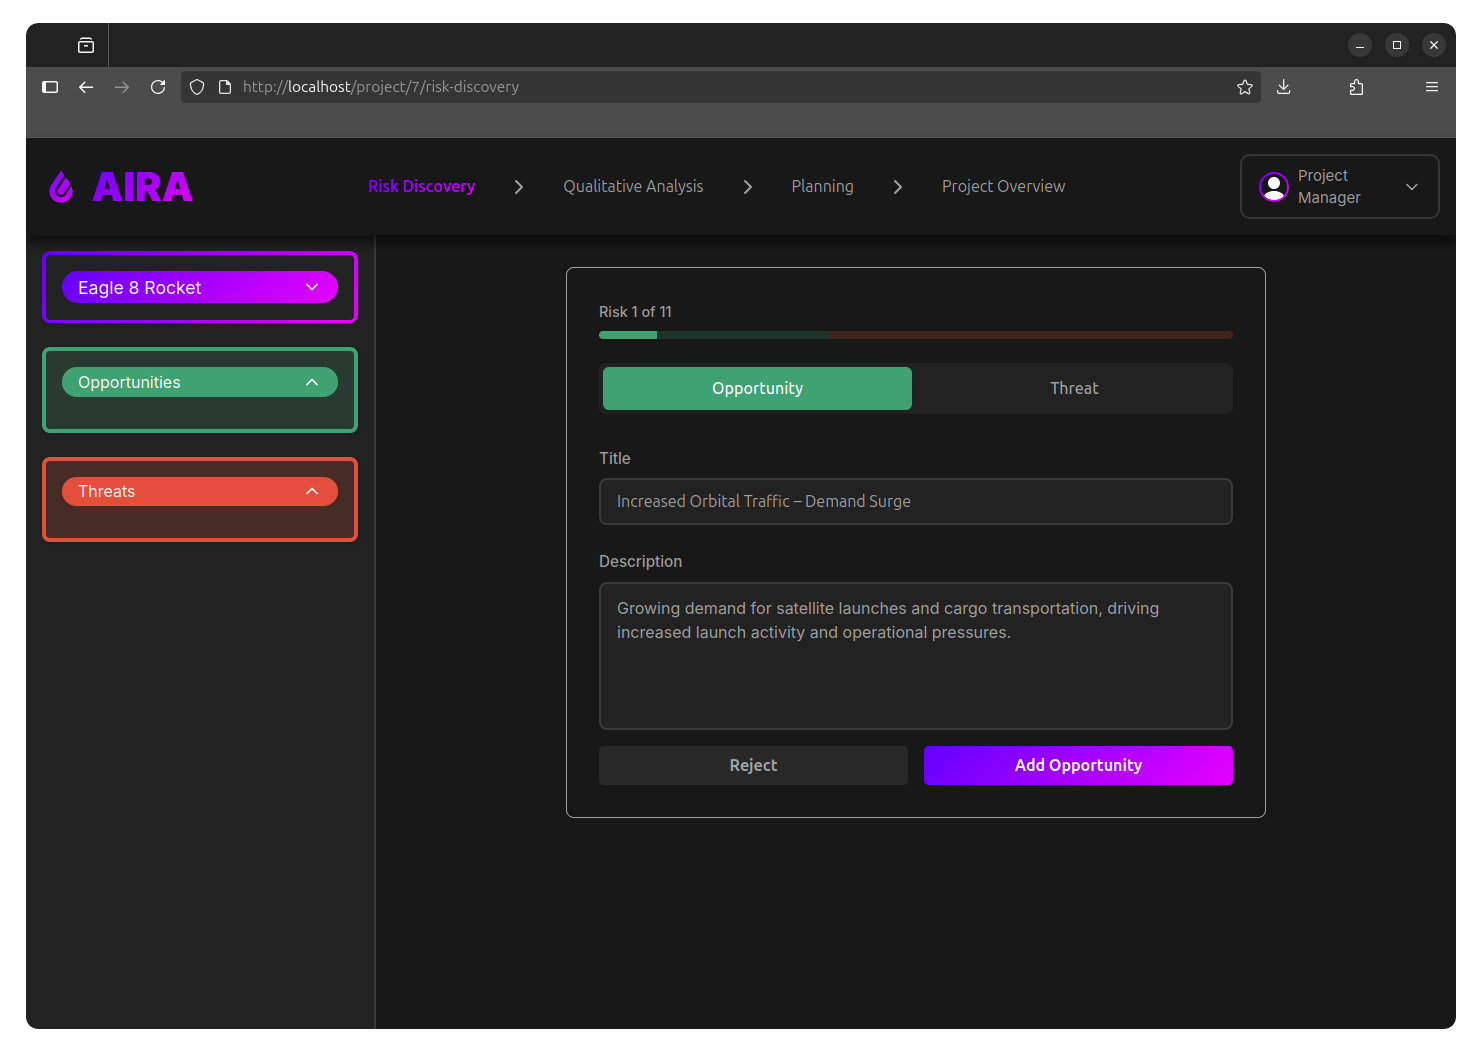 http://localhost/project/7/risk-discovery
AIRA
Risk Discovery
Qualitative Analysis
Planning
Project Overview
Project
Manager
Eagle 8 Rocket
Opportunities
Threats
Risk 1 of 11
Opportunity
Threat
Title
Increased Orbital Traffic – Demand Surge
Description
Growing demand for satellite launches and cargo transportation, driving
increased launch activity and operational pressures.
Reject
Add Opportunity